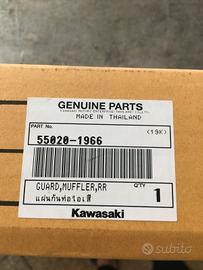 GENUINE PARTS
MADE IN THAILAND
PART No. (19K)
55020-1966
GUARD,MUFFLER,RR Q'TY
แผ่นกันท่อไอเสีย 1
Kawasaki
subito